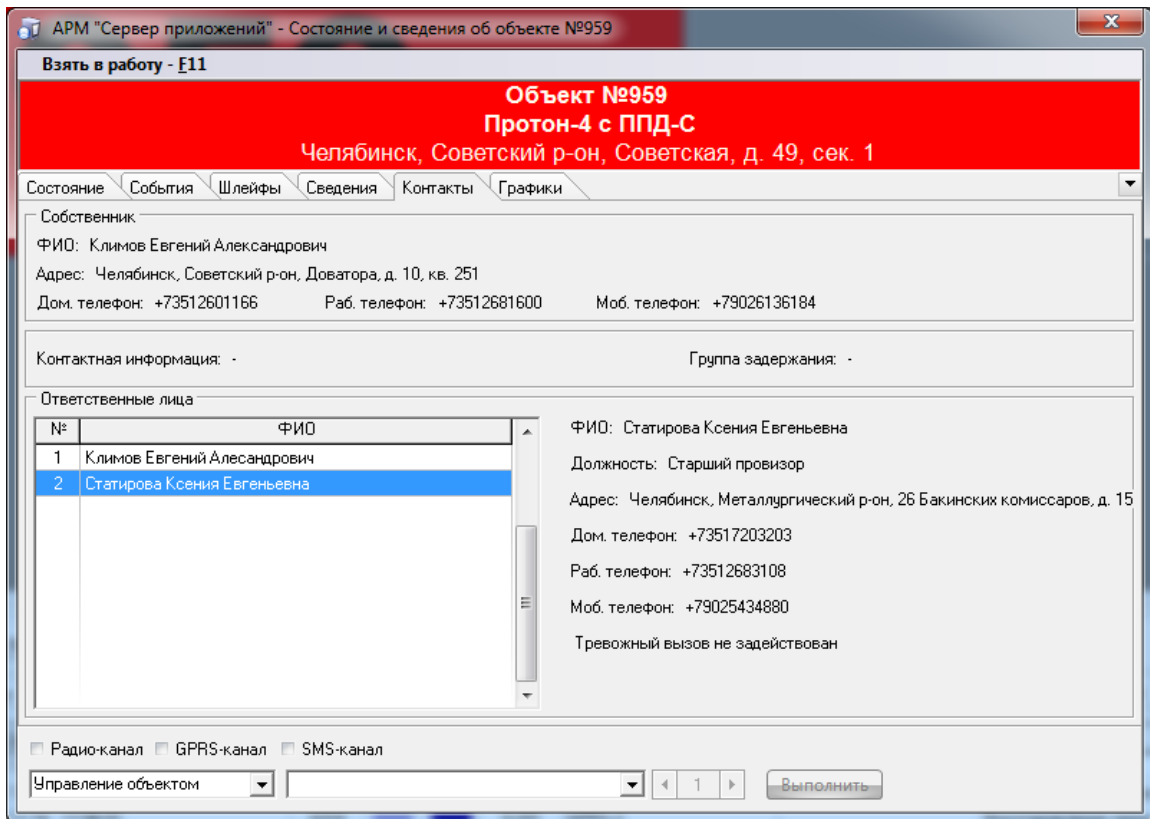 АРМ "Сервер приложений" - Состояние и сведения об объекте №959
Взять в работу - F11
Объект №959
Протон-4 с ППД-С
Челябинск, Советский р-он, Советская, д. 49, сек. 1
Состояние События Шлейфы Сведения Контакты Графики
Собственник
ФИО: Климов Евгений Александрович
Адрес: Челябинск, Советский р-он, Доватора, д. 10, кв. 251
Дом. телефон: +73512601166 Раб. телефон: +73512681600 Моб. телефон: +79026136184
Контактная информация: - Группа задержания: -
Ответственные лица
№ ФИО
1 Климов Евгений Алесандрович
2 Статирова Ксения Евгеньевна
ФИО: Статирова Ксения Евгеньевна
Должность: Старший провизор
Адрес: Челябинск, Металлургический р-он, 26 Бакинских комиссаров, д. 15
Дом. телефон: +73517203203
Раб. телефон: +73512683108
Моб. телефон: +79025434880
Тревожный вызов не задействован
Радио-канал GPRS-канал SMS-канал
Управление объектом 1 Выполнить